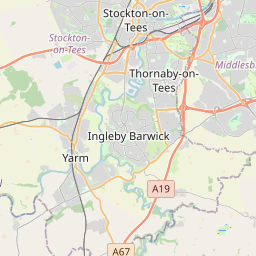 Stockton-on-
Tees
Stockton-
on-Tees
Middlesb
Thornaby-on-
Tees
Ingleby Barwick
Yarm
A19
A67